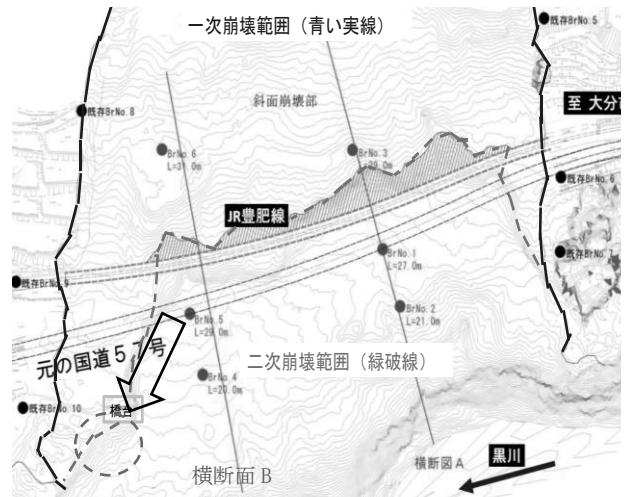 一次崩壊範囲（青い実線）
既存BrNo.5
斜面崩壊部
至 大分市
既存BrNo.8
BrNo.6
L=31.0m
BrNo.3
既存BrNo.6
JR豊肥線
BrNo.1
L=27.0m
既存BrNo.7
既存BrNo.9
BrNo.5
L=29.0m
BrNo.2
L=21.0m
元の国道57号
二次崩壊範囲（緑破線）
BrNo.4
L=20.0m
既存BrNo.10
橋台
横断面 B
横断図 A
黒川